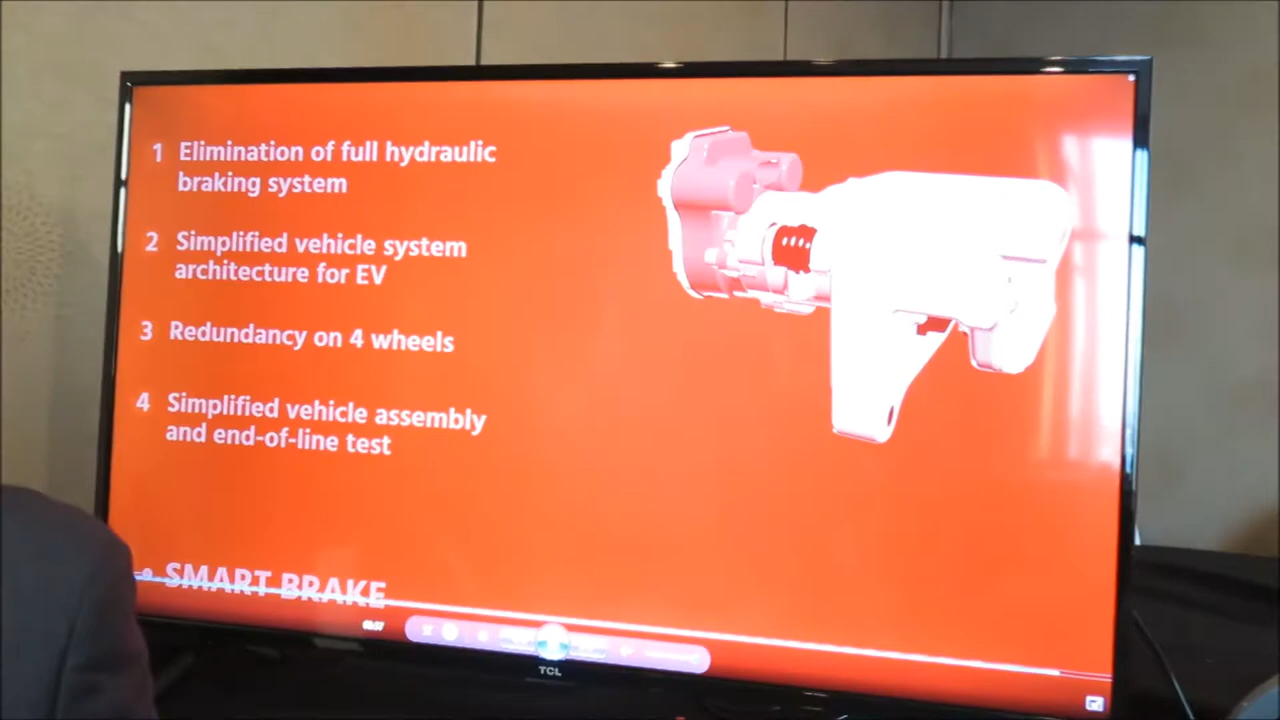 1 Elimination of full hydraulic
braking system
2 Simplified vehicle system
architecture for EV
3 Redundancy on 4 wheels
4 Simplified vehicle assembly
and end-of-line test
SMART BRAKE
TCL